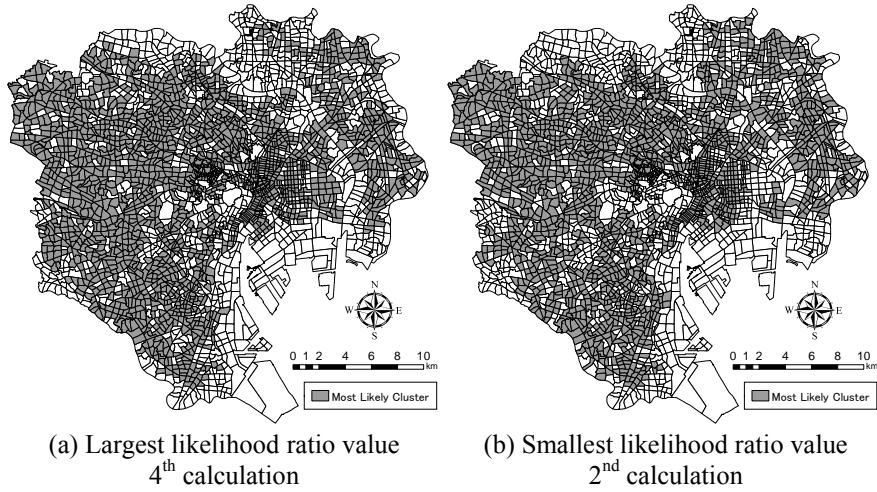 N
W E
S
0 1 2 4 6 8 10
km
Most Likely Cluster
(a) Largest likelihood ratio value
4th calculation
N
W E
S
0 1 2 4 6 8 10
km
Most Likely Cluster
(b) Smallest likelihood ratio value
2nd calculation